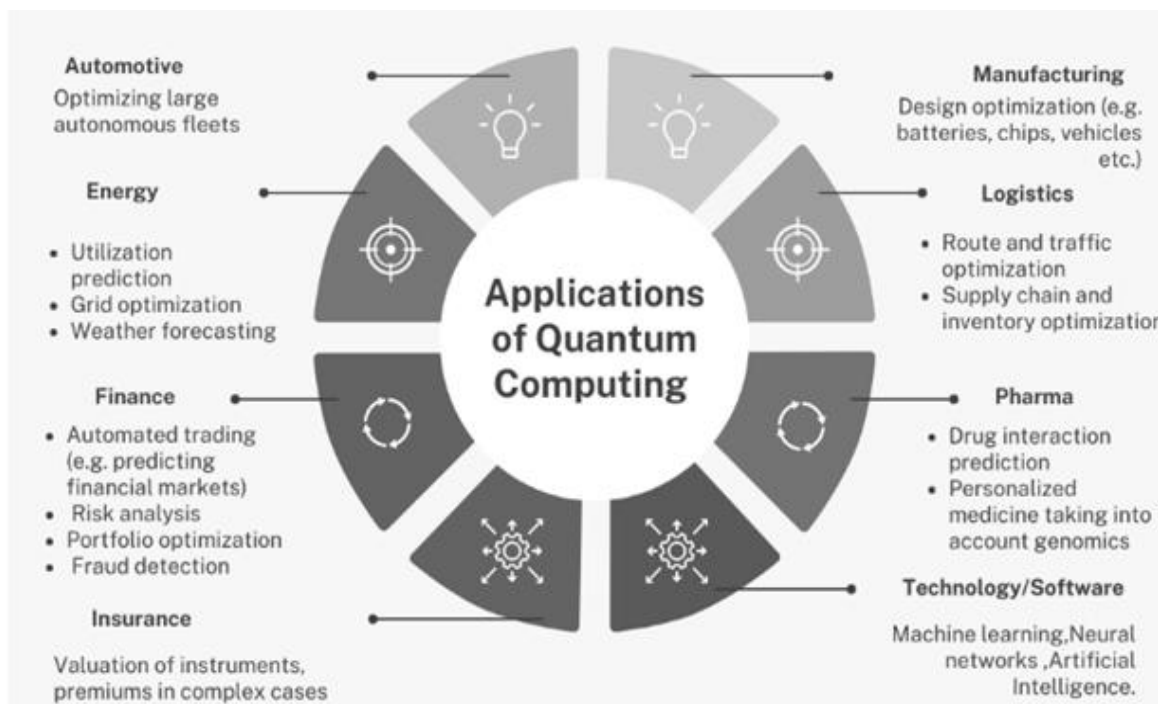 Automotive
Optimizing large
autonomous fleets
Energy
• Utilization
prediction
• Grid optimization
• Weather forecasting
Finance
• Automated trading
(e.g. predicting
financial markets)
• Risk analysis
• Portfolio optimization
• Fraud detection
Insurance
Valuation of instruments,
premiums in complex cases
Applications
of Quantum
Computing
Manufacturing
Design optimization (e.g.
batteries, chips, vehicles
etc.)
Logistics
• Route and traffic
optimization
• Supply chain and
inventory optimization
Pharma
• Drug interaction
prediction
• Personalized
medicine taking into
account genomics
Technology/Software
Machine learning,Neural
networks ,Artificial
Intelligence.